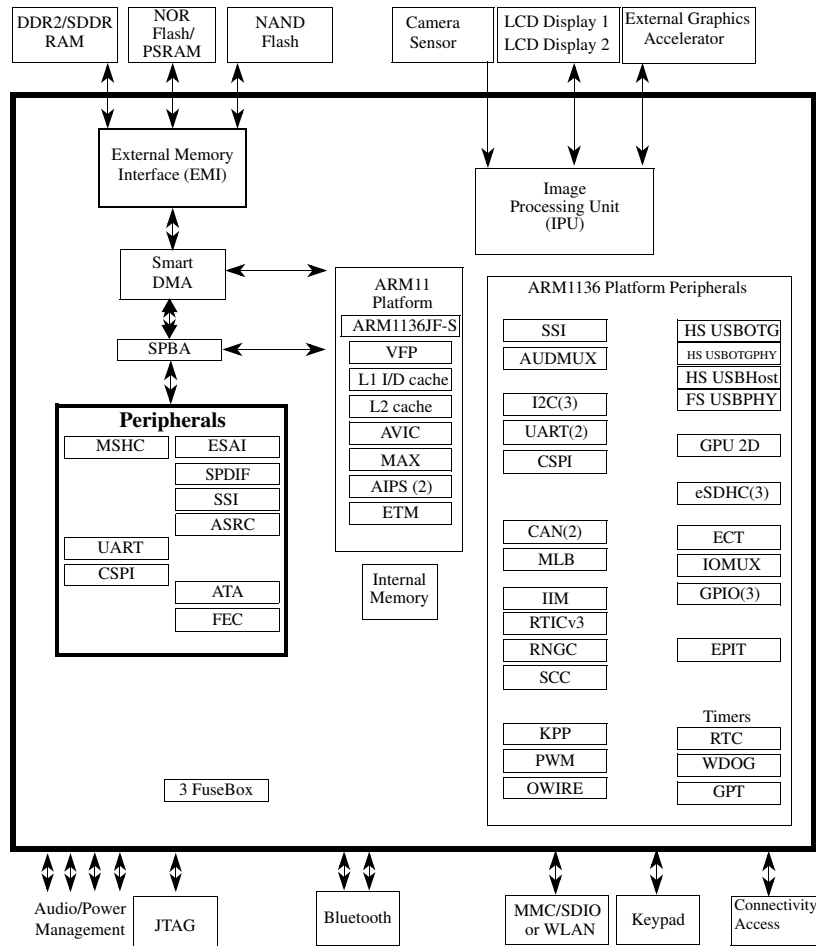 DDR2/SDDR
RAM
NOR
Flash/
PSRAM
NAND
Flash
Camera
Sensor
LCD Display 1
LCD Display 2
External Graphics
Accelerator
External Memory
Interface (EMI)
Image
Processing Unit
(IPU)
Smart
DMA
SPBA
ARM11
Platform
ARM1136JF-S
VFP
L1 I/D cache
L2 cache
AVIC
MAX
AIPS (2)
ETM
Internal
Memory
Peripherals
MSHC
ESAI
SPDIF
SSI
ASRC
UART
CSPI
ATA
FEC
3 FuseBox
ARM1136 Platform Peripherals
SSI
AUDMUX
I2C(3)
UART(2)
CSPI
CAN(2)
MLB
IIM
RTICv3
RNGC
SCC
KPP
PWM
OWIRE
HS USBOTG
HS USBOTGPHY
HS USBHost
FS USBPHY
GPU 2D
eSDHC(3)
ECT
IOMUX
GPIO(3)
EPIT
Timers
RTC
WDOG
GPT
Audio/Power
Management
JTAG
Bluetooth
MMC/SDIO
or WLAN
Keypad
Connectivity
Access